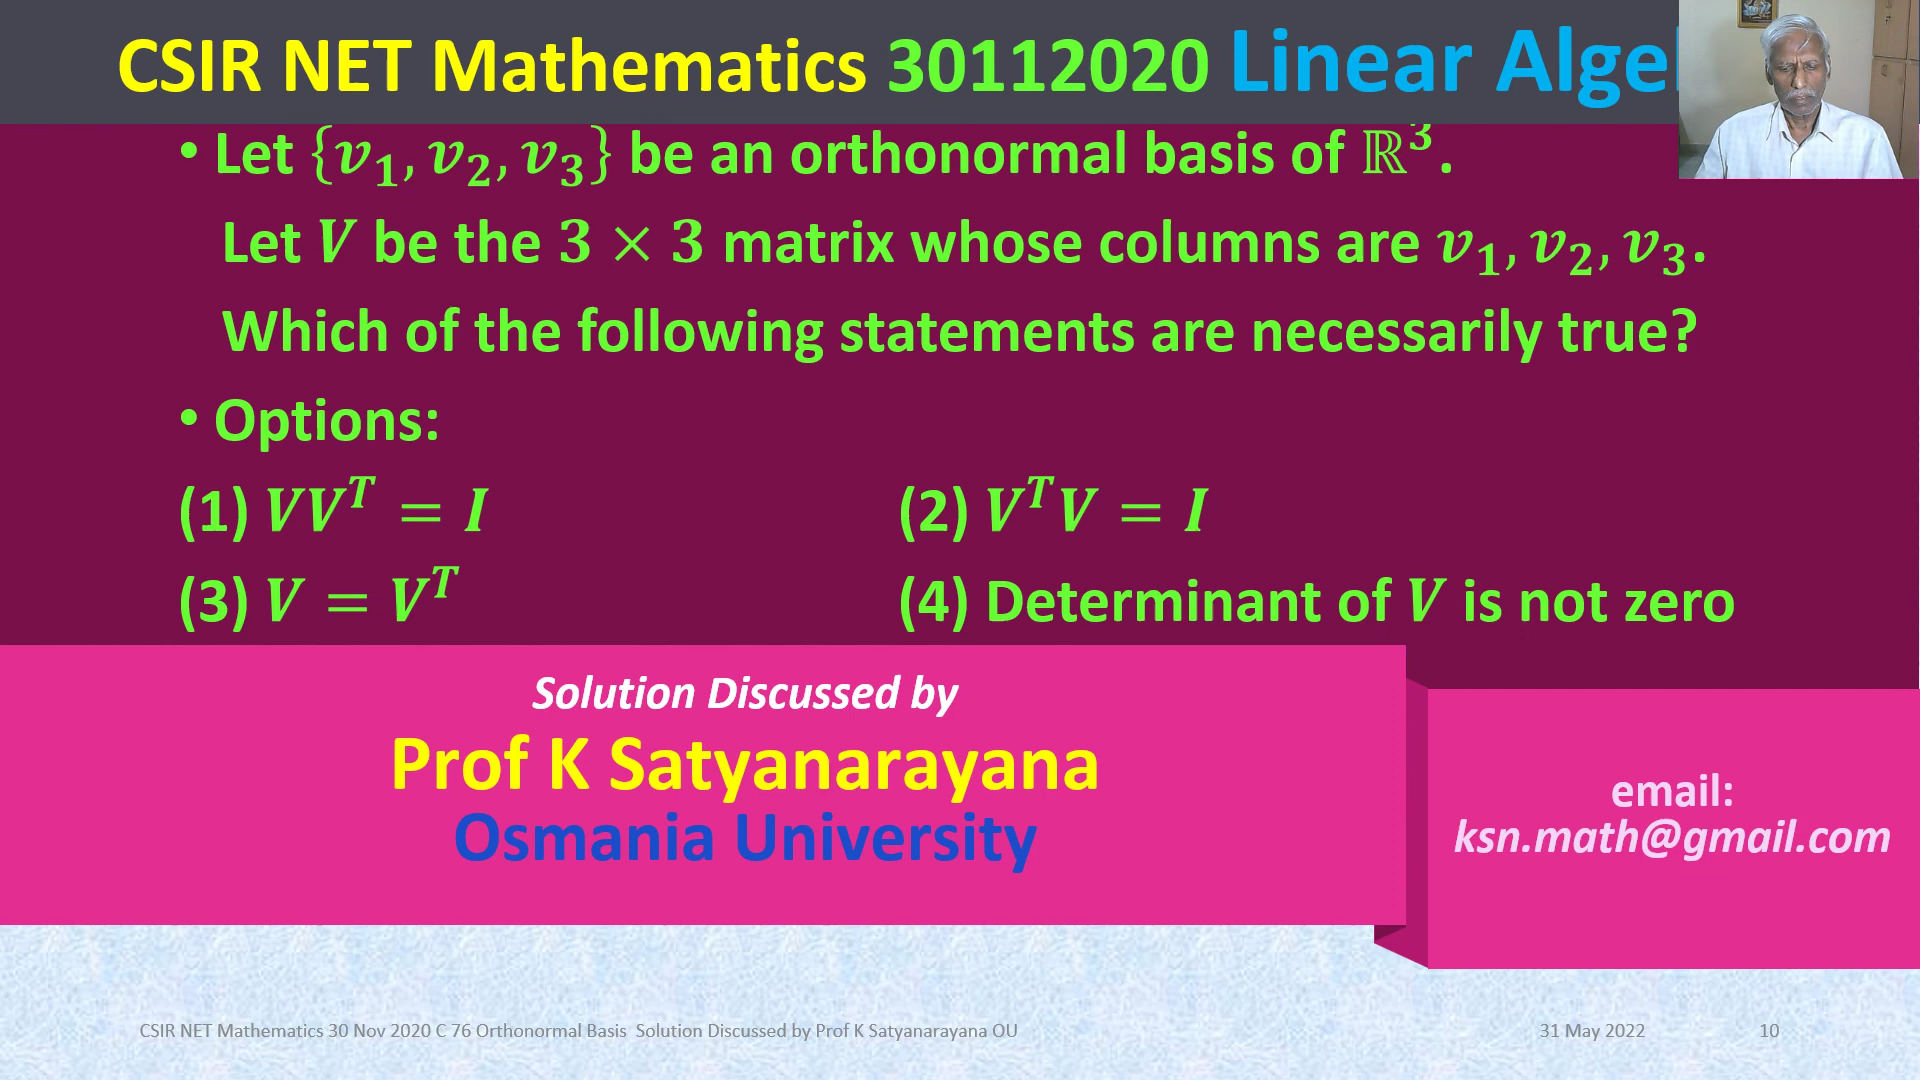 CSIR NET Mathematics 30112020 Linear Alge
• Let {v₁, v₂, v₃} be an orthonormal basis of ℝ³.
Let V be the 3 × 3 matrix whose columns are v₁, v₂, v₃.
Which of the following statements are necessarily true?
• Options:
(1) VVᵀ = I (2) VᵀV = I
(3) V = Vᵀ (4) Determinant of V is not zero
Solution Discussed by
Prof K Satyanarayana
Osmania University
email:
ksn.math@gmail.com
CSIR NET Mathematics 30 Nov 2020 C 76 Orthonormal Basis Solution Discussed by Prof K Satyanarayana OU 31 May 2022 10